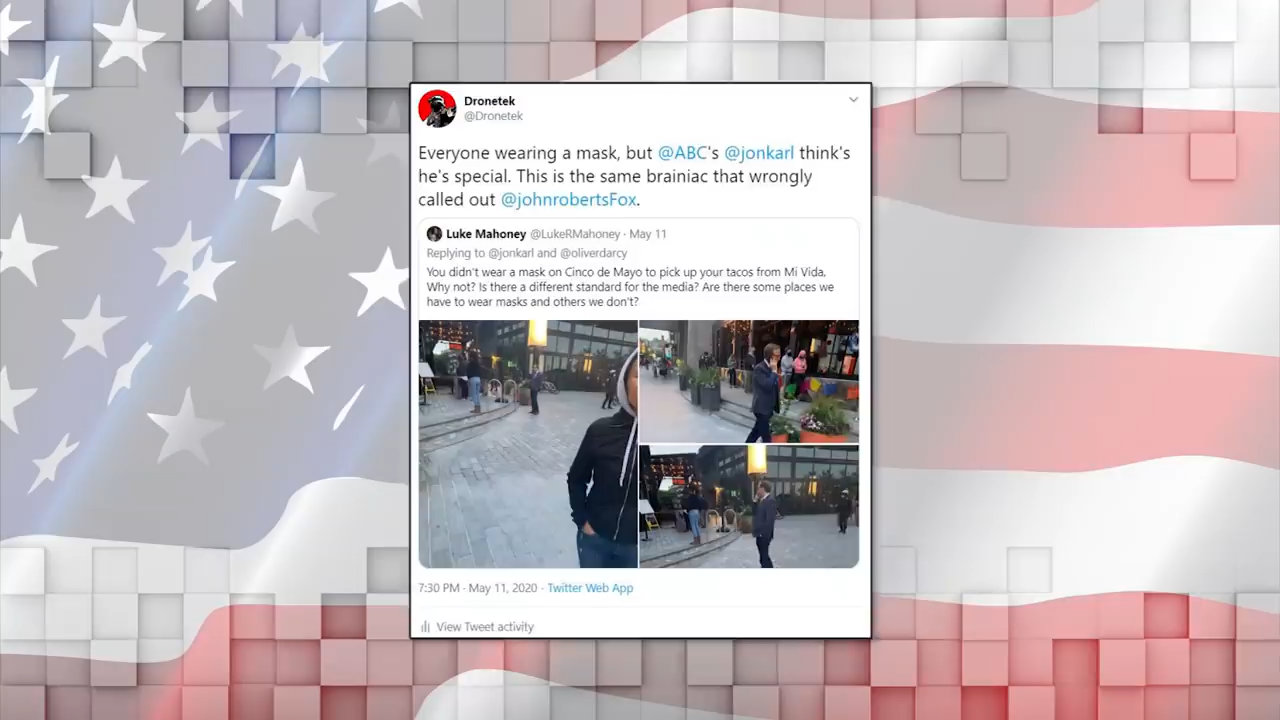 Dronetek
@Dronetek
Everyone wearing a mask, but @ABC's @jonkarl think's
he's special. This is the same brainiac that wrongly
called out @johnrobertsFox.
Luke Mahoney @LukeRMahoney · May 11
Replying to @jonkarl and @oliverdarcy
You didn't wear a mask on Cinco de Mayo to pick up your tacos from Mi Vida.
Why not? Is there a different standard for the media? Are there some places we
have to wear masks and others we don't?
7:30 PM · May 11, 2020 · Twitter Web App
View Tweet activity